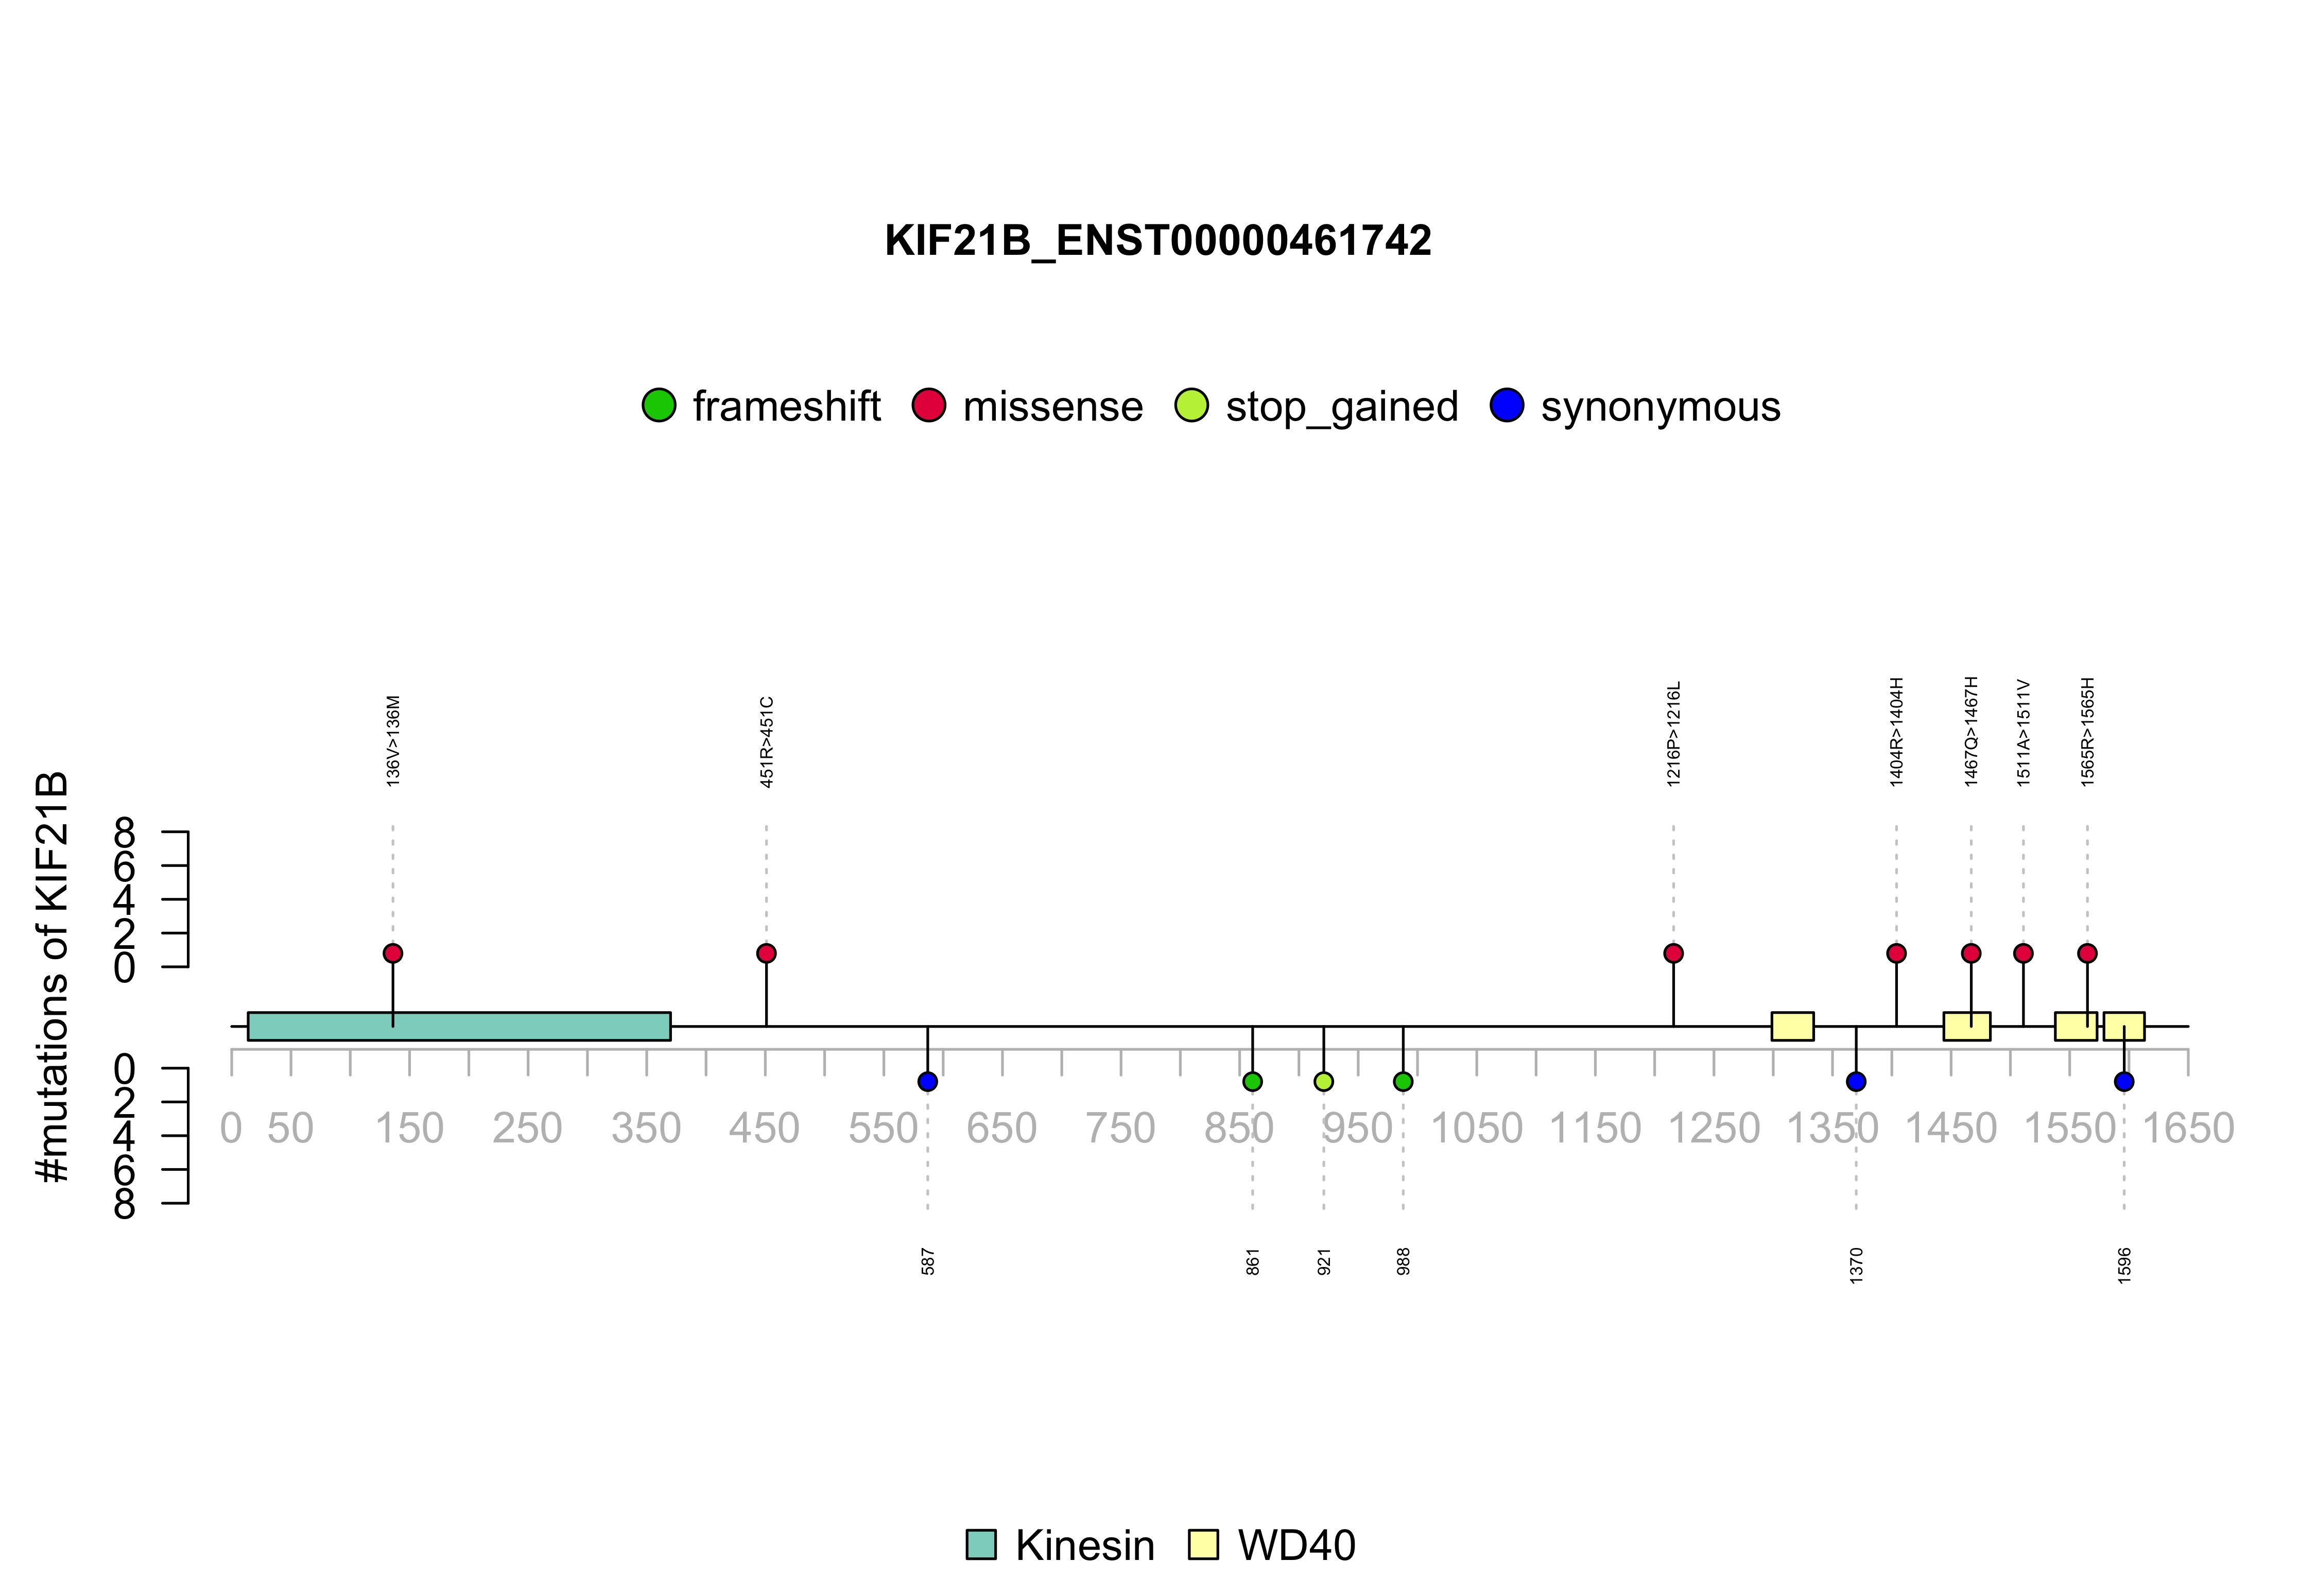 KIF21B_ENST00000461742
frameshift missense stop_gained synonymous
136V>136M
451R>451C
1216P>1216L
1404R>1404H
1467Q>1467H
1511A>1511V
1565R>1565H
#mutations of KIF21B
8
6
4
2
0
0
2
4
6
8
0 50 150 250 350 450 550 650 750 850 950 1050 1150 1250 1350 1450 1550 1650
587
861
921
988
1370
1596
Kinesin WD40